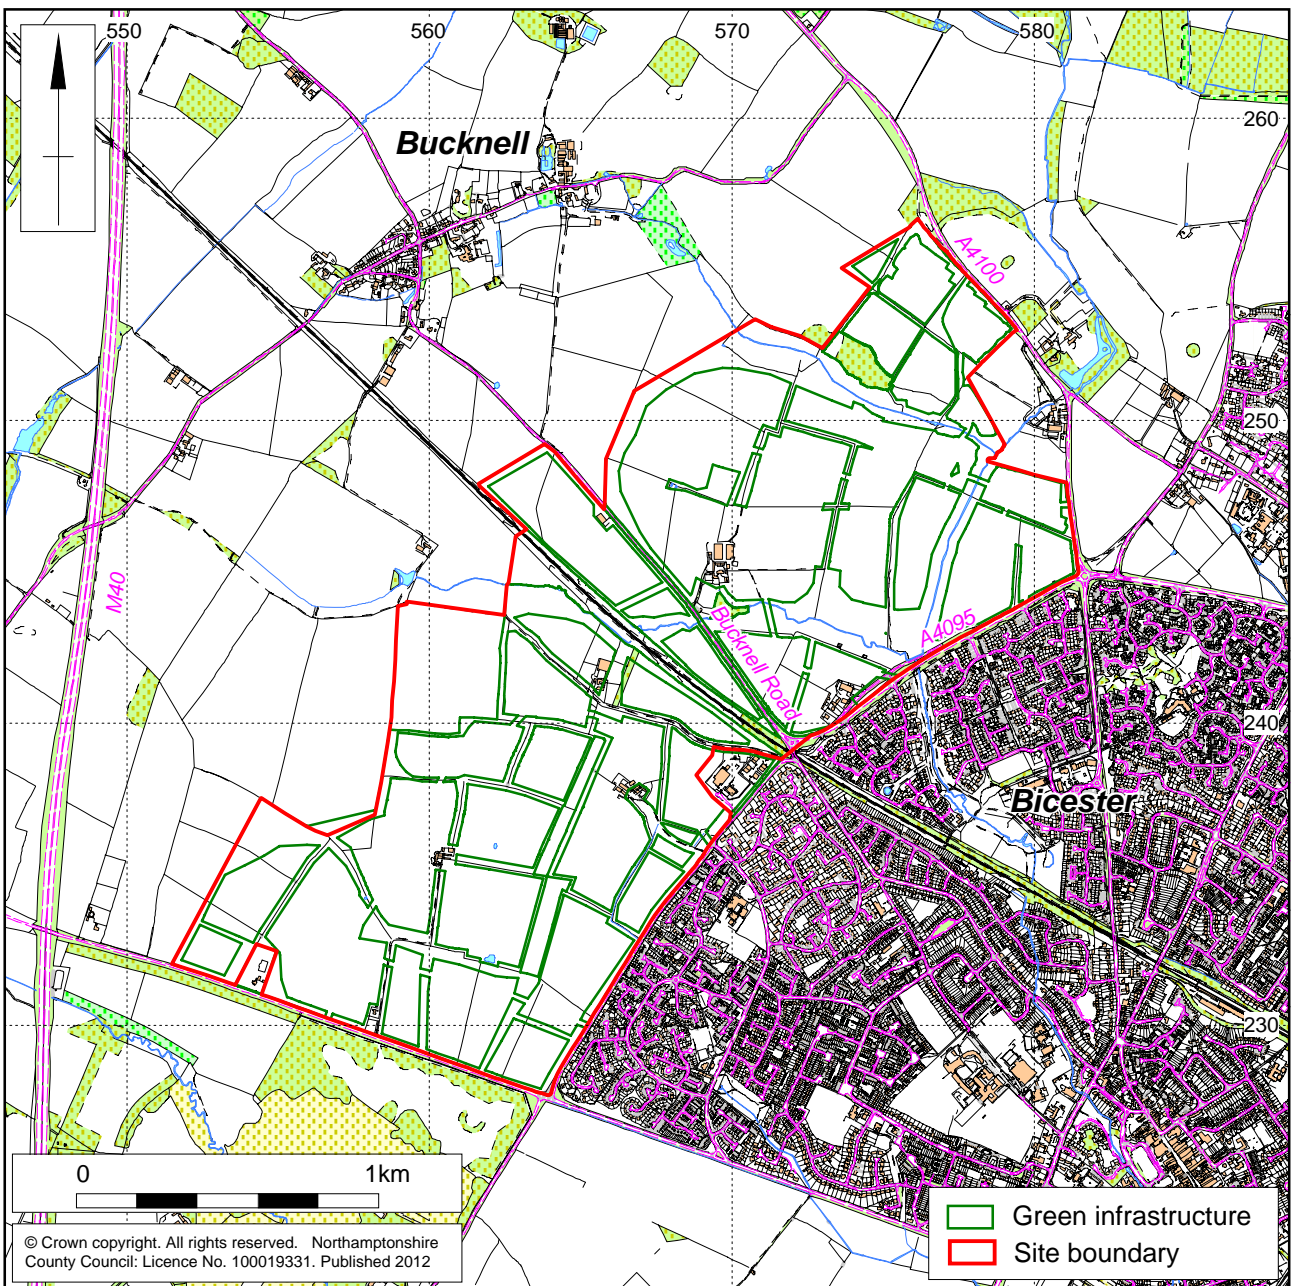 550
560
570
580
260
Bucknell
A4100
250
M40
Bucknell Road
A4095
240
Bicester
230
0
1km
© Crown copyright. All rights reserved. Northamptonshire
County Council: Licence No. 100019331. Published 2012
Green infrastructure
Site boundary